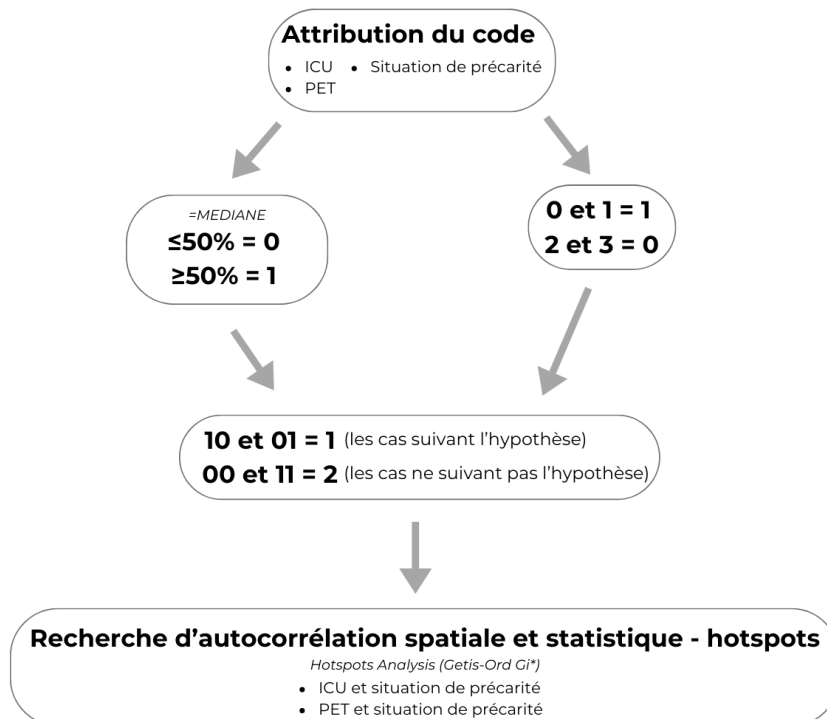 Attribution du code
• ICU • Situation de précarité
• PET
=MEDIANE
≤50% = 0
≥50% = 1
0 et 1 = 1
2 et 3 = 0
10 et 01 = 1 (les cas suivant l'hypothèse)
00 et 11 = 2 (les cas ne suivant pas l'hypothèse)
Recherche d'autocorrélation spatiale et statistique - hotspots
Hotspots Analysis (Getis-Ord Gi*)
• ICU et situation de précarité
• PET et situation de précarité